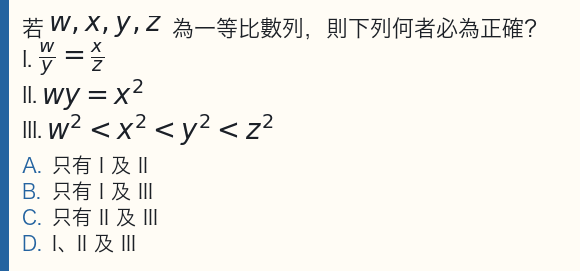 若 w, x, y, z 為一等比數列，則下列何者必為正確？
I. w/y = x/z
II. wy = x²
III. w² < x² < y² < z²
A. 只有 I 及 II
B. 只有 I 及 III
C. 只有 II 及 III
D. I、II 及 III